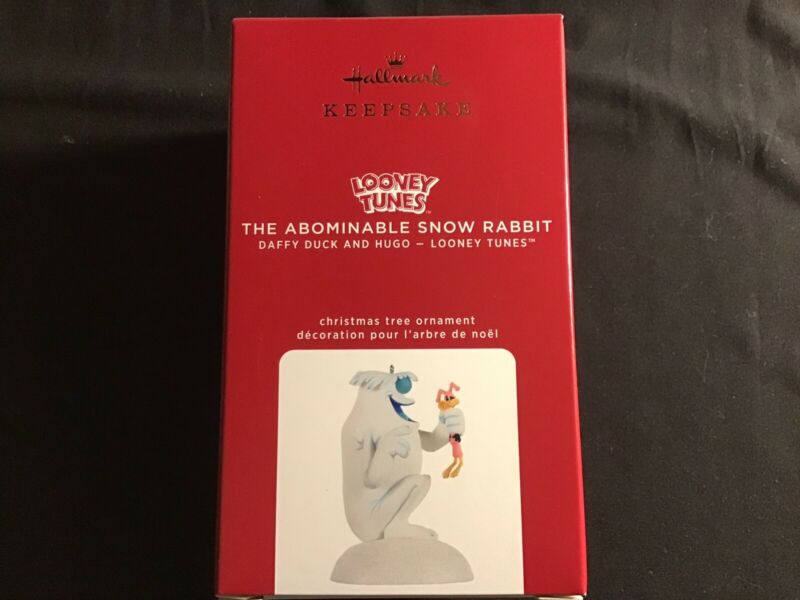 Hallmark
KEEPSAKE
LOONEY
TUNES™
THE ABOMINABLE SNOW RABBIT
DAFFY DUCK AND HUGO – LOONEY TUNES™
christmas tree ornament
décoration pour l'arbre de noël